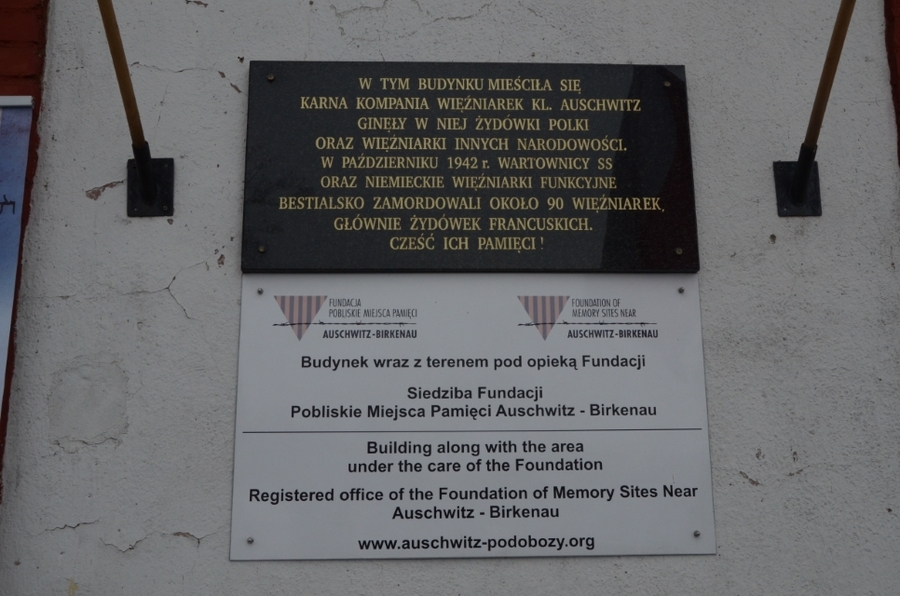 W TYM BUDYNKU MIEŚCIŁA SIĘ
KARNA KOMPANIA WIĘŹNIAREK KL. AUSCHWITZ
GINĘŁY W NIEJ ŻYDÓWKI POLKI
ORAZ WIĘŹNIARKI INNYCH NARODOWOŚCI.
W PAŹDZIERNIKU 1942 r. WARTOWNICY SS
ORAZ NIEMIECKIE WIĘŹNIARKI FUNKCYJNE
BESTIALSKO ZAMORDOWALI OKOŁO 90 WIĘŹNIAREK,
GŁÓWNIE ŻYDÓWEK FRANCUSKICH.
CZEŚĆ ICH PAMIĘCI!
FUNDACJA
POBLISKIE MIEJSCA PAMIĘCI
AUSCHWITZ-BIRKENAU
FOUNDATION OF
MEMORY SITES NEAR
AUSCHWITZ-BIRKENAU
Budynek wraz z terenem pod opieką Fundacji
Siedziba Fundacji
Pobliskie Miejsca Pamięci Auschwitz - Birkenau
Building along with the area
under the care of the Foundation
Registered office of the Foundation of Memory Sites Near
Auschwitz - Birkenau
www.auschwitz-podobozy.org